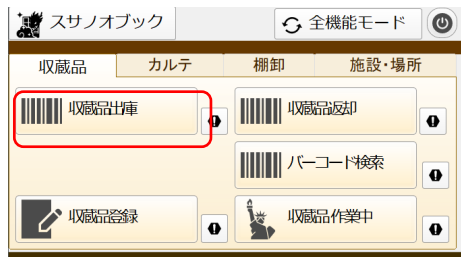 スサノオブック
全機能モード
収蔵品 カルテ 棚卸 施設・場所
収蔵品出庫 収蔵品返却
バーコード検索
収蔵品登録 収蔵品作業中